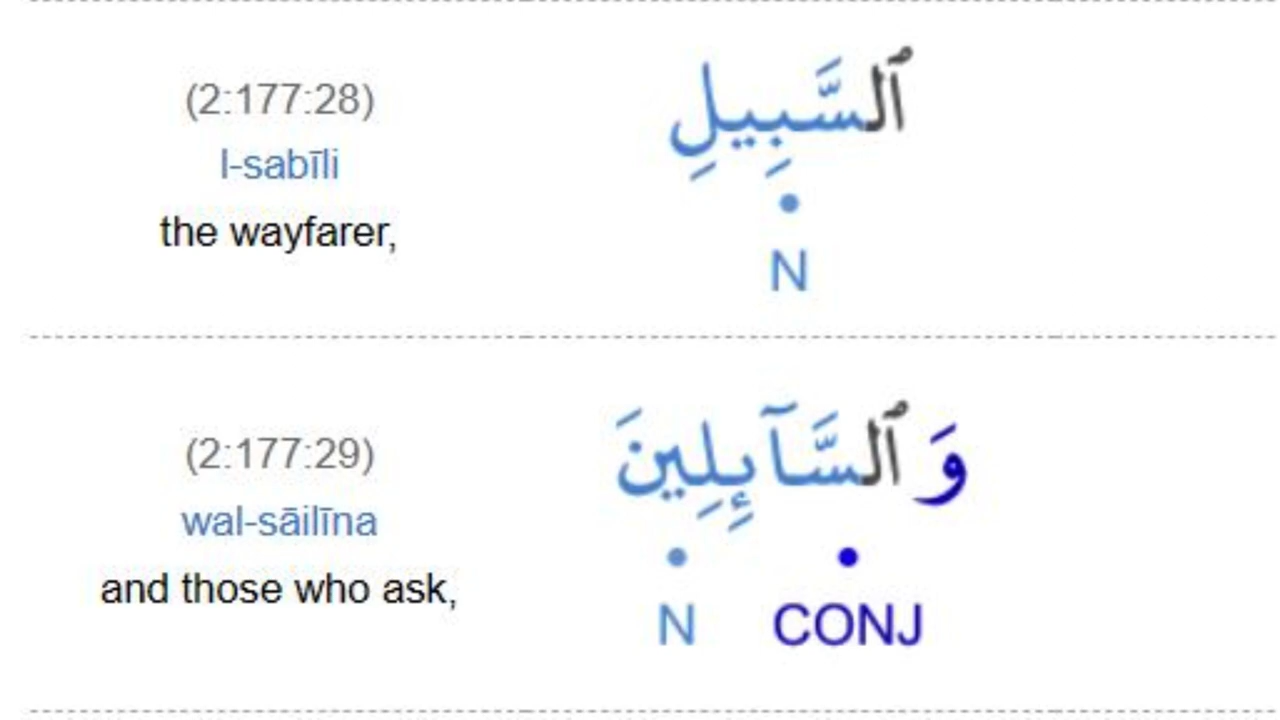 (2:177:28)
l-sabīli
the wayfarer,
ٱلسَّبِيلِ
N
(2:177:29)
wal-sāilīna
and those who ask,
وَٱلسَّآئِلِينَ
N CONJ